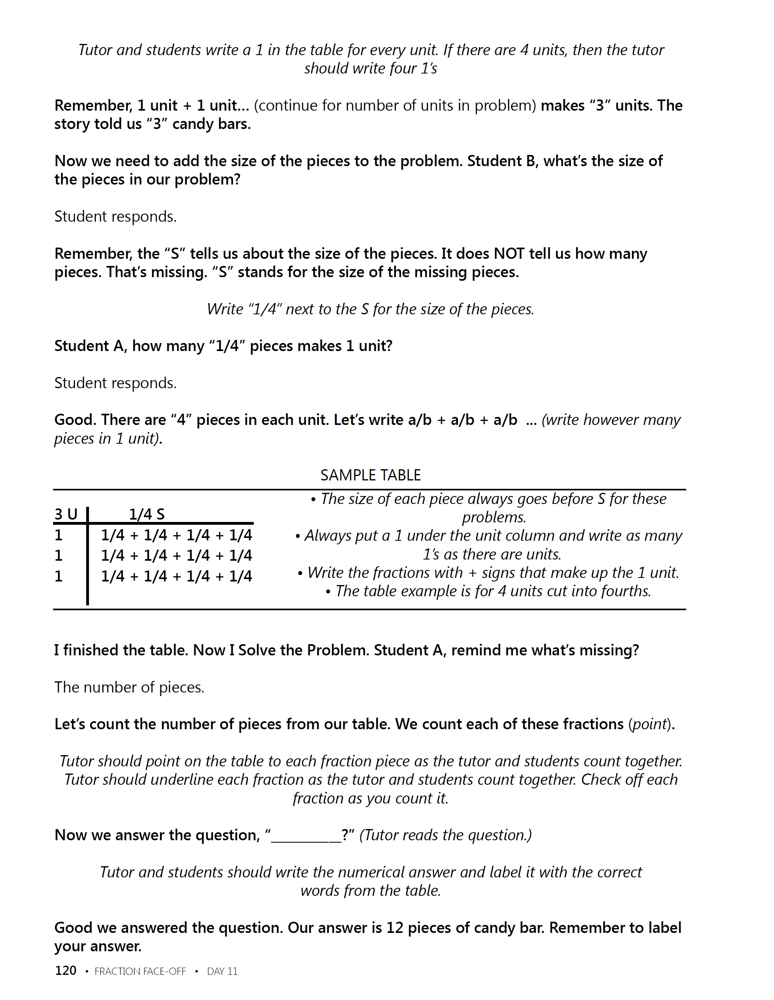 Tutor and students write a 1 in the table for every unit. If there are 4 units, then the tutor
should write four 1's
Remember, 1 unit + 1 unit… (continue for number of units in problem) makes “3” units. The
story told us “3” candy bars.
Now we need to add the size of the pieces to the problem. Student B, what’s the size of
the pieces in our problem?
Student responds.
Remember, the “S” tells us about the size of the pieces. It does NOT tell us how many
pieces. That’s missing. “S” stands for the size of the missing pieces.
Write “1/4” next to the S for the size of the pieces.
Student A, how many “1/4” pieces makes 1 unit?
Student responds.
Good. There are “4” pieces in each unit. Let’s write a/b + a/b + a/b ... (write however many
pieces in 1 unit).
SAMPLE TABLE
3 U 1/4 S
1 1/4 + 1/4 + 1/4 + 1/4
1 1/4 + 1/4 + 1/4 + 1/4
1 1/4 + 1/4 + 1/4 + 1/4
• The size of each piece always goes before S for these
problems.
• Always put a 1 under the unit column and write as many
1’s as there are units.
• Write the fractions with + signs that make up the 1 unit.
• The table example is for 4 units cut into fourths.
I finished the table. Now I Solve the Problem. Student A, remind me what’s missing?
The number of pieces.
Let’s count the number of pieces from our table. We count each of these fractions (point).
Tutor should point on the table to each fraction piece as the tutor and students count together.
Tutor should underline each fraction as the tutor and students count together. Check off each
fraction as you count it.
Now we answer the question, “__________?” (Tutor reads the question.)
Tutor and students should write the numerical answer and label it with the correct
words from the table.
Good we answered the question. Our answer is 12 pieces of candy bar. Remember to label
your answer.
120 • FRACTION FACE-OFF • DAY 11